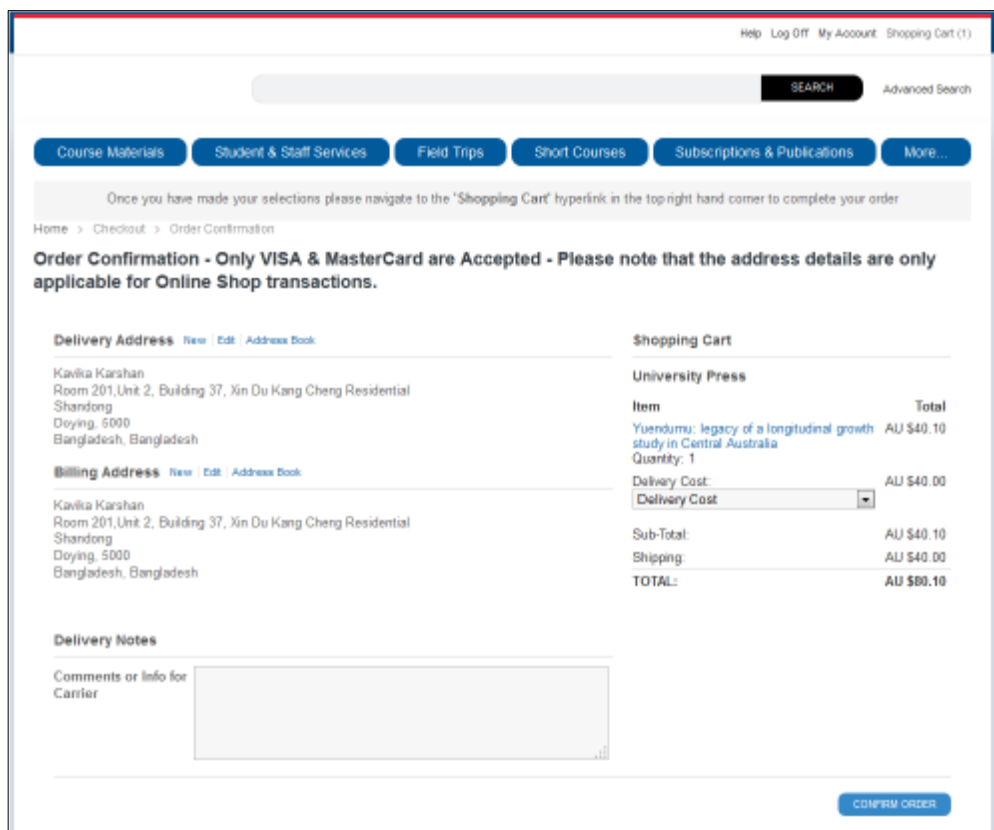 Help Log Off My Account Shopping Cart (1)
SEARCH Advanced Search
Course Materials Student & Staff Services Field Trips Short Courses Subscriptions & Publications More...
Once you have made your selections please navigate to the "Shopping Cart" hyperlink in the top right hand corner to complete your order
Home > Checkout > Order Confirmation
Order Confirmation - Only VISA & MasterCard are Accepted - Please note that the address details are only
applicable for Online Shop transactions.
Delivery Address New | Edit | Address Book
Kavika Karshan
Room 201,Unit 2, Building 37, Xin Du Kang Cheng Residential
Shandong
Doying, 5000
Bangladesh, Bangladesh
Billing Address New | Edit | Address Book
Kavika Karshan
Room 201,Unit 2, Building 37, Xin Du Kang Cheng Residential
Shandong
Doying, 5000
Bangladesh, Bangladesh
Shopping Cart
University Press
Item Total
Yuendumu: legacy of a longitudinal growth AU $40.10
study in Central Australia
Quantity: 1
Delivery Cost: AU $40.00
Delivery Cost
Sub-Total: AU $40.10
Shipping: AU $40.00
TOTAL: AU $80.10
Delivery Notes
Comments or Info for
Carrier
CONFIRM ORDER